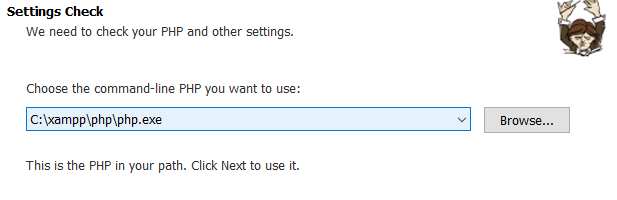 Settings Check
We need to check your PHP and other settings.
Choose the command-line PHP you want to use:
C:\xampp\php\php.exe
Browse...
This is the PHP in your path. Click Next to use it.